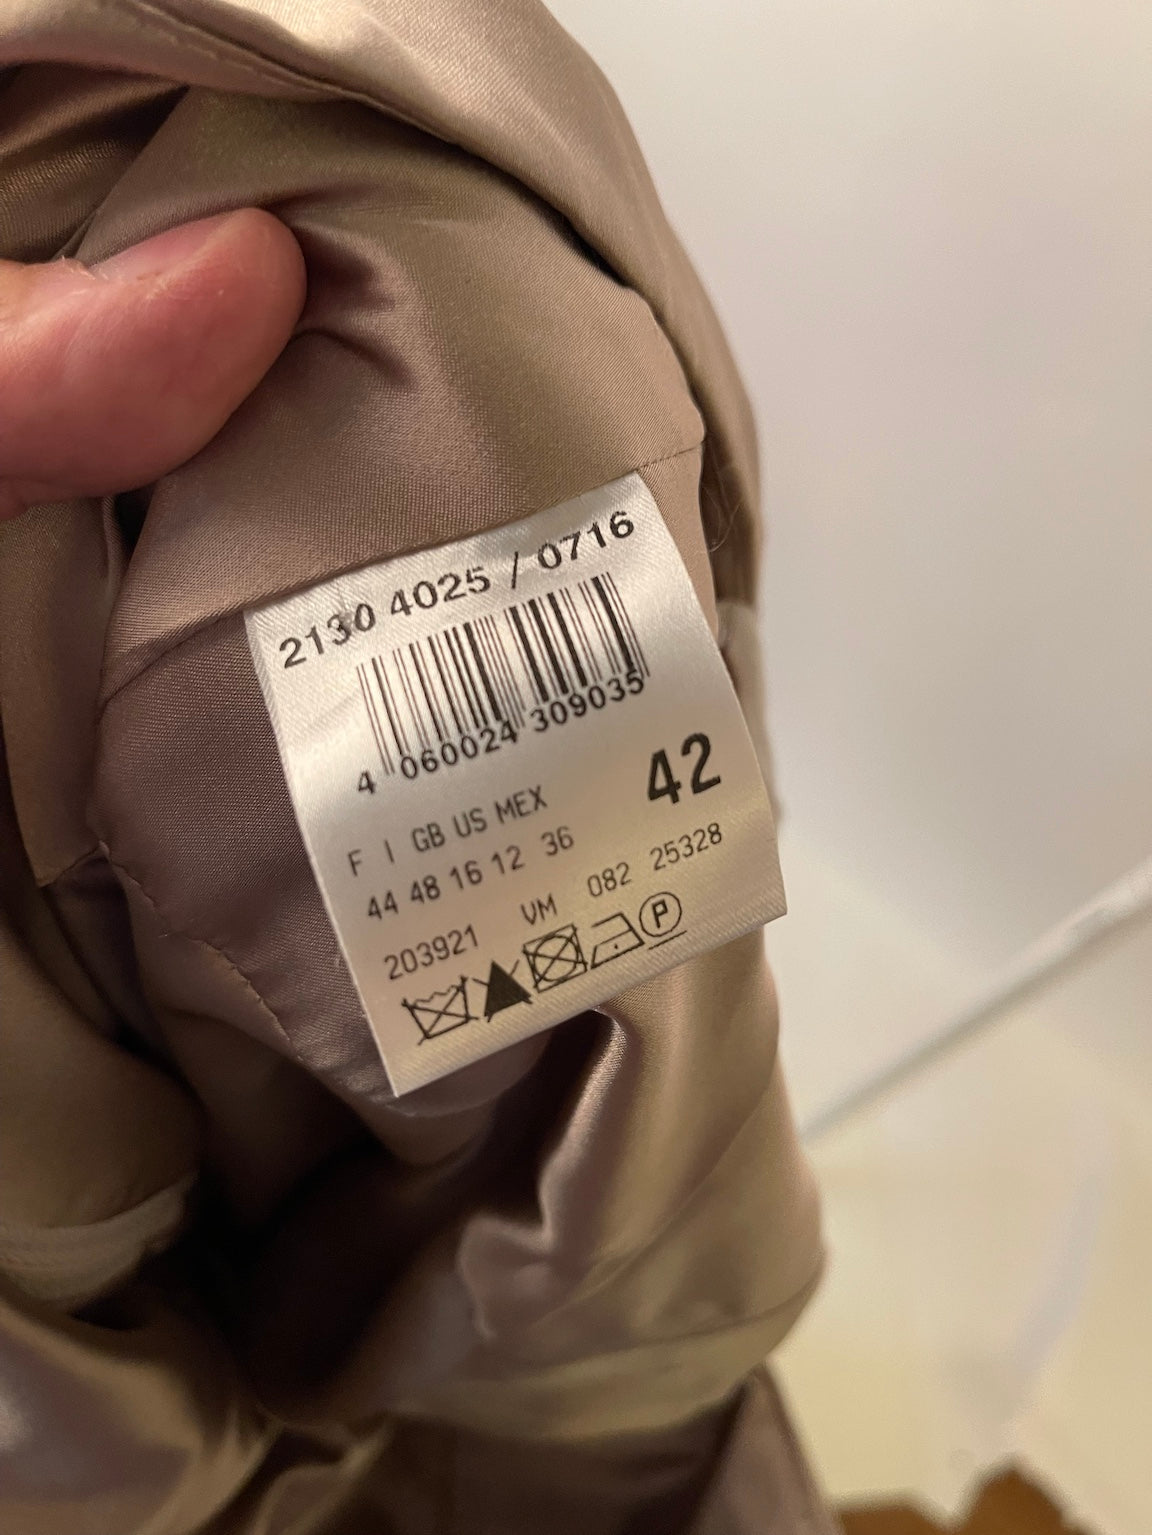 2130 4025 / 0716
4 060024 309035
42
F I GB US MEX
44 48 16 12 36
203921 VM 082 25328
P